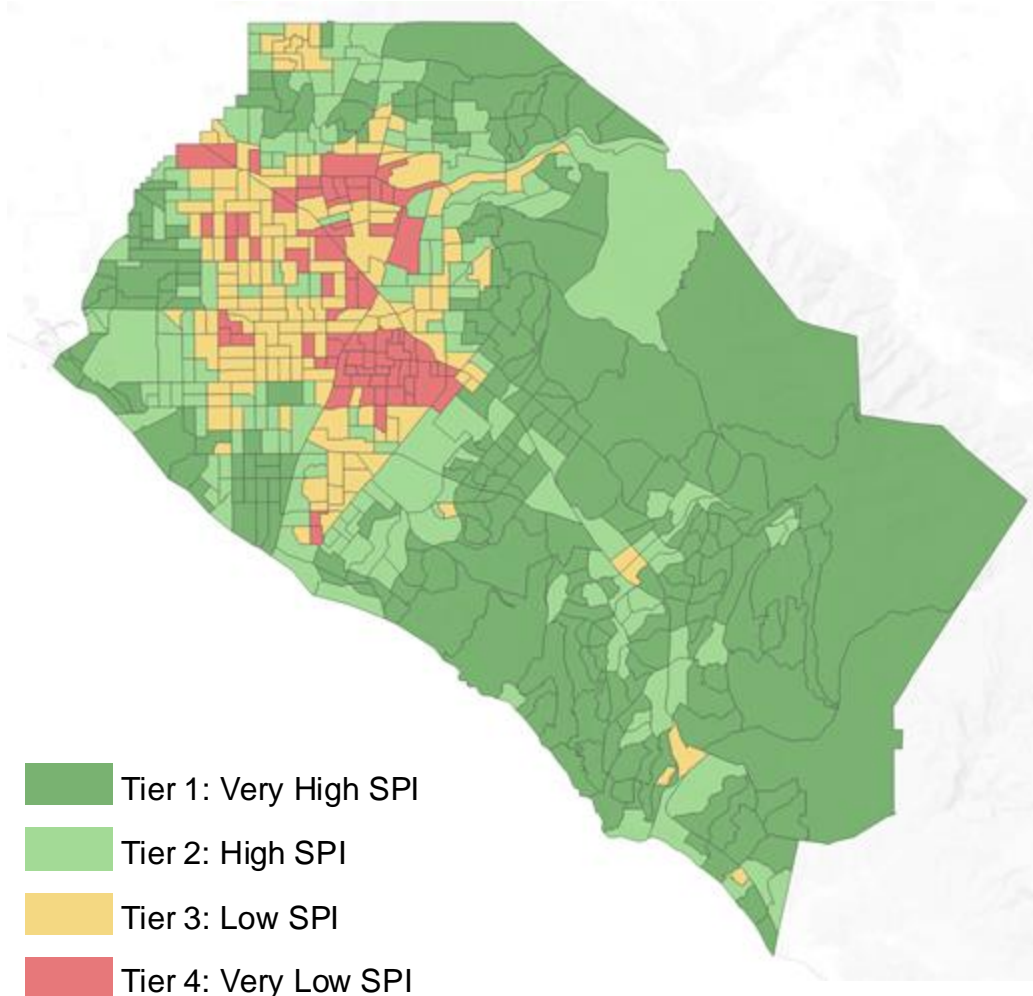 Tier 1: Very High SPI
Tier 2: High SPI
Tier 3: Low SPI
Tier 4: Very Low SPI